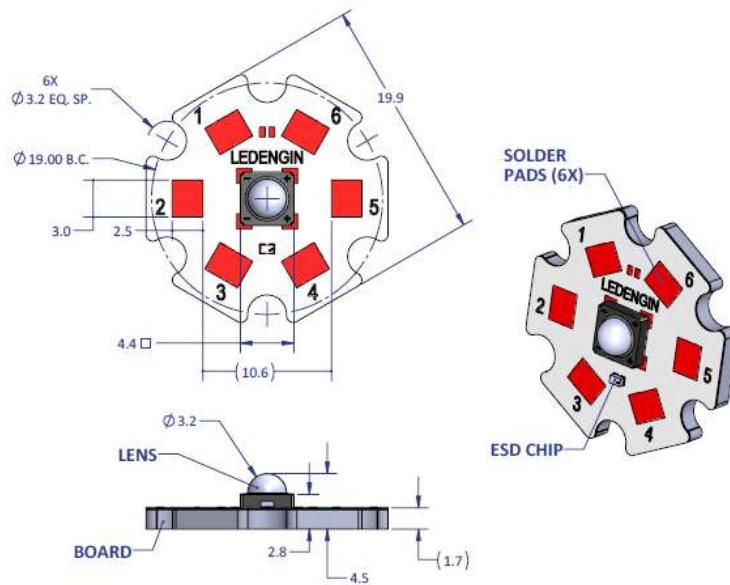 6X
∅3.2 EQ. SP.
∅19.00 B.C.
19.9
1
6
LEDENGIN
−
−
+
+
2
5
3.0
2.5
3
4
4.4 □
(10.6)
SOLDER
PADS (6X)
1
6
LEDENGIN
2
5
3
4
ESD CHIP
∅3.2
LENS
BOARD
2.8
4.5
(1.7)